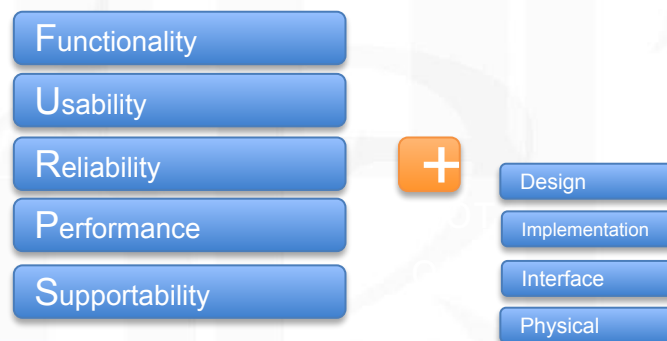 Functionality
Usability
Reliability
Performance
Supportability
+
Design
Implementation
Interface
Physical